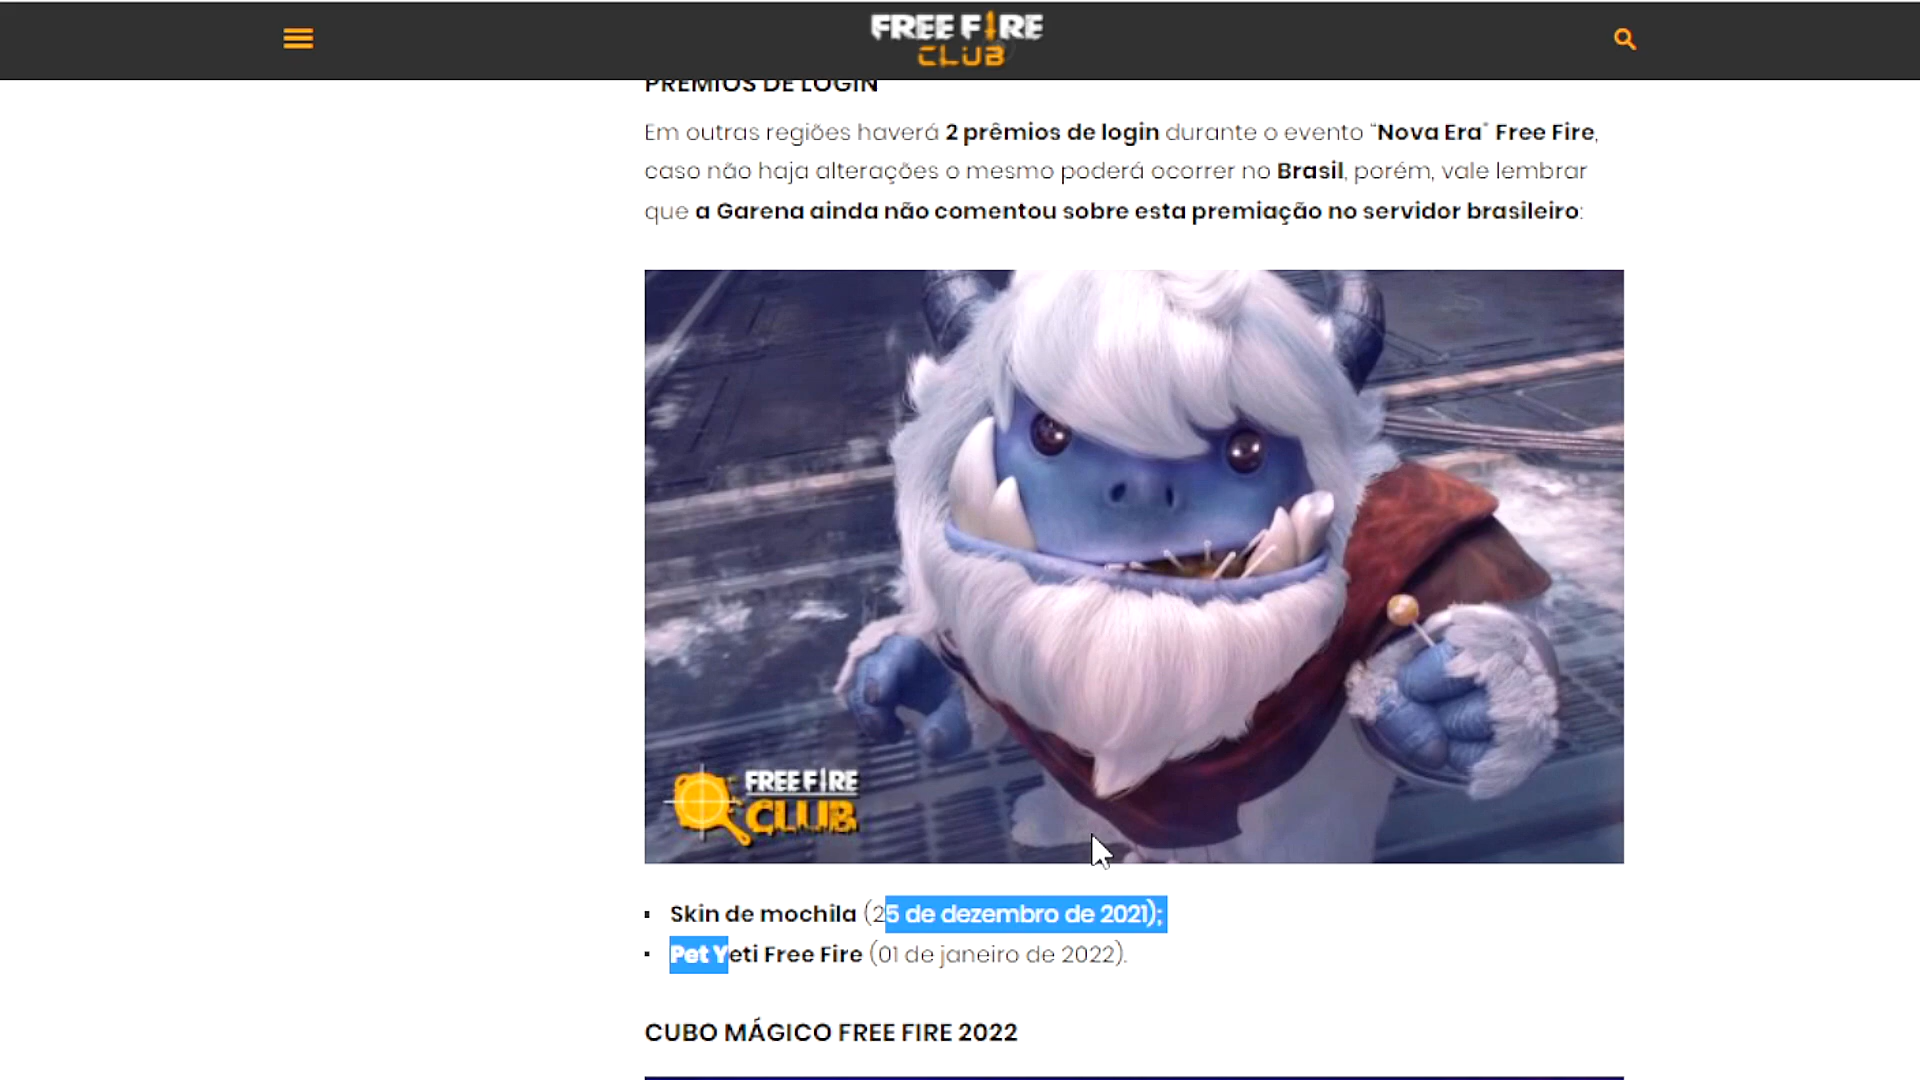 FREE FIRE
CLUB
PRÊMIOS DE LOGIN
Em outras regiões haverá 2 prêmios de login durante o evento “Nova Era” Free Fire,
caso não haja alterações o mesmo poderá ocorrer no Brasil, porém, vale lembrar
que a Garena ainda não comentou sobre esta premiação no servidor brasileiro:
FREE FIRE
CLUB
▪ Skin de mochila (25 de dezembro de 2021);
▪ Pet Yeti Free Fire (01 de janeiro de 2022).
CUBO MÁGICO FREE FIRE 2022